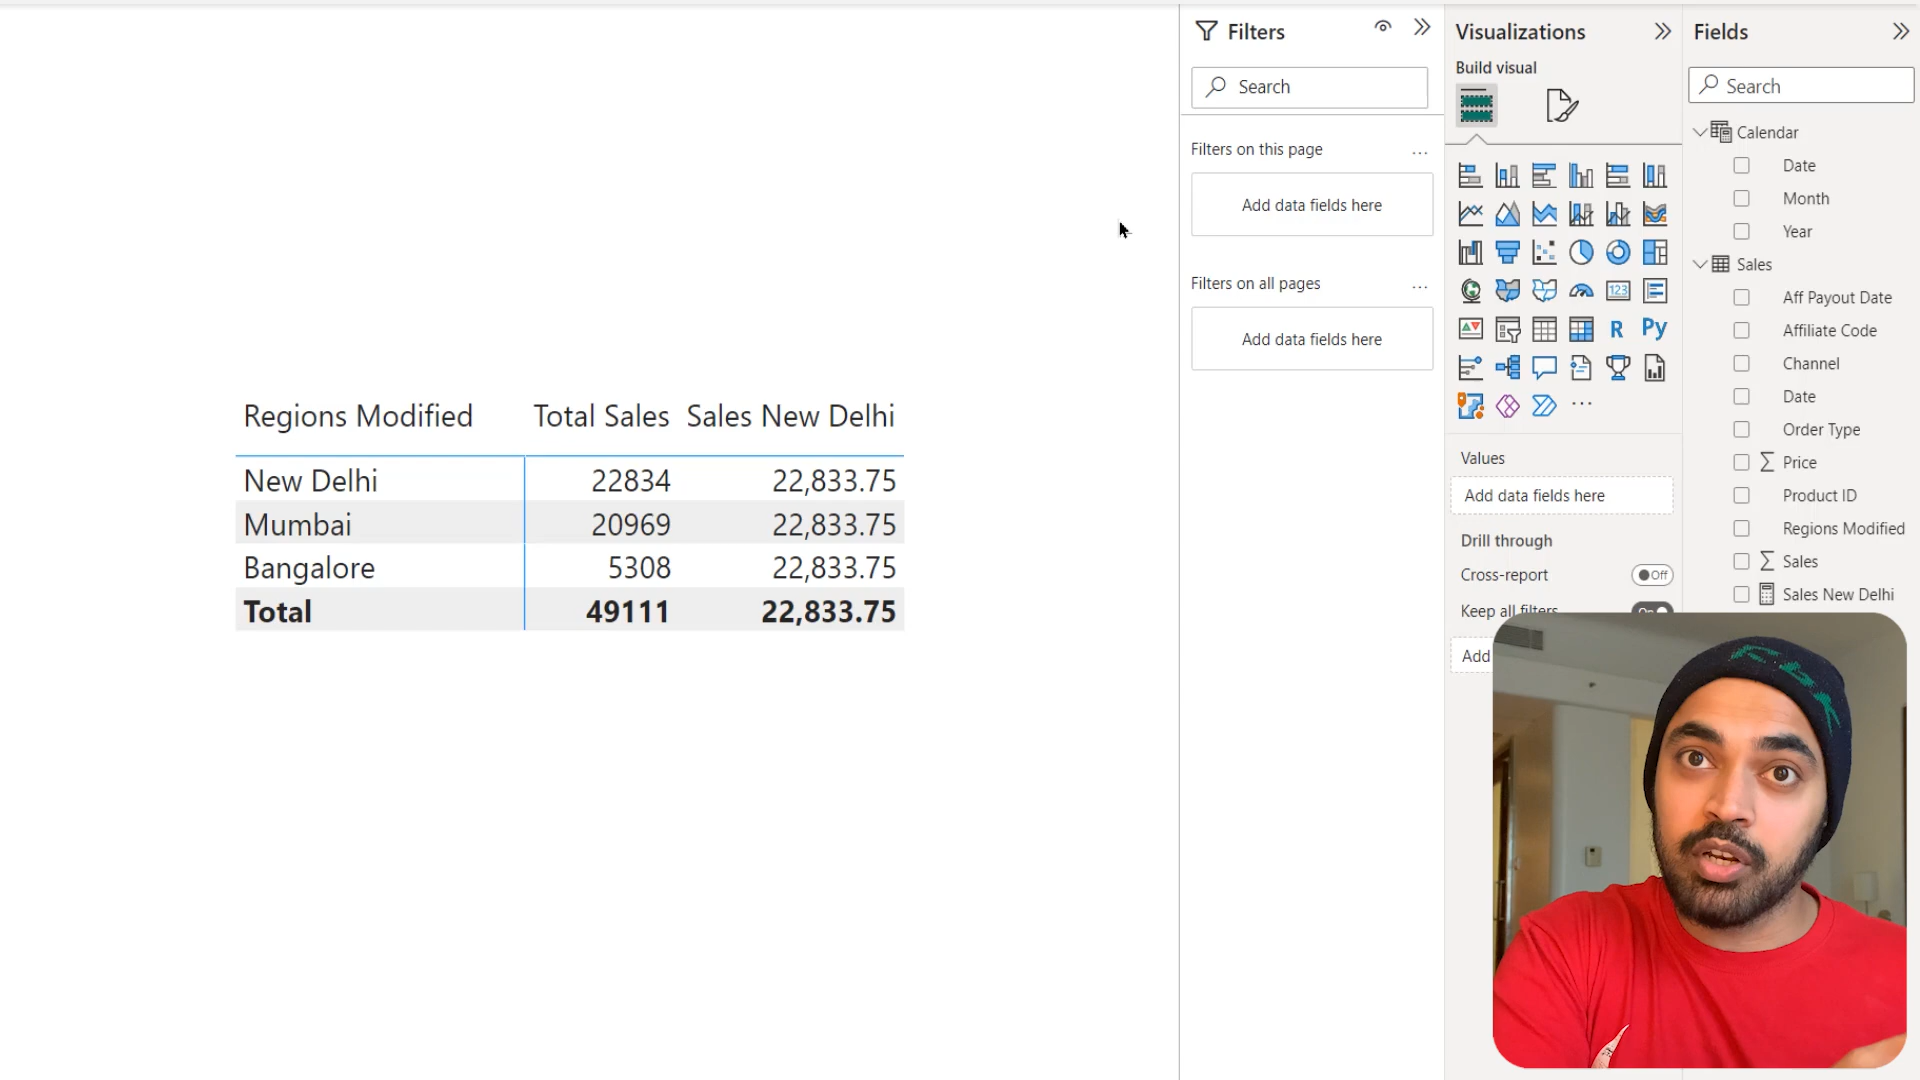 Regions Modified Total Sales Sales New Delhi
New Delhi 22834 22,833.75
Mumbai 20969 22,833.75
Bangalore 5308 22,833.75
Total 49111 22,833.75
Filters
Search
Filters on this page ...
Add data fields here
Filters on all pages ...
Add data fields here
Visualizations
Build visual
123
R Py
...
Values
Add data fields here
Drill through
Cross-report Off
Keep all filters On
Add
Fields
Search
Calendar
Date
Month
Year
Sales
Aff Payout Date
Affiliate Code
Channel
Date
Order Type
Σ Price
Product ID
Regions Modified
Σ Sales
Sales New Delhi